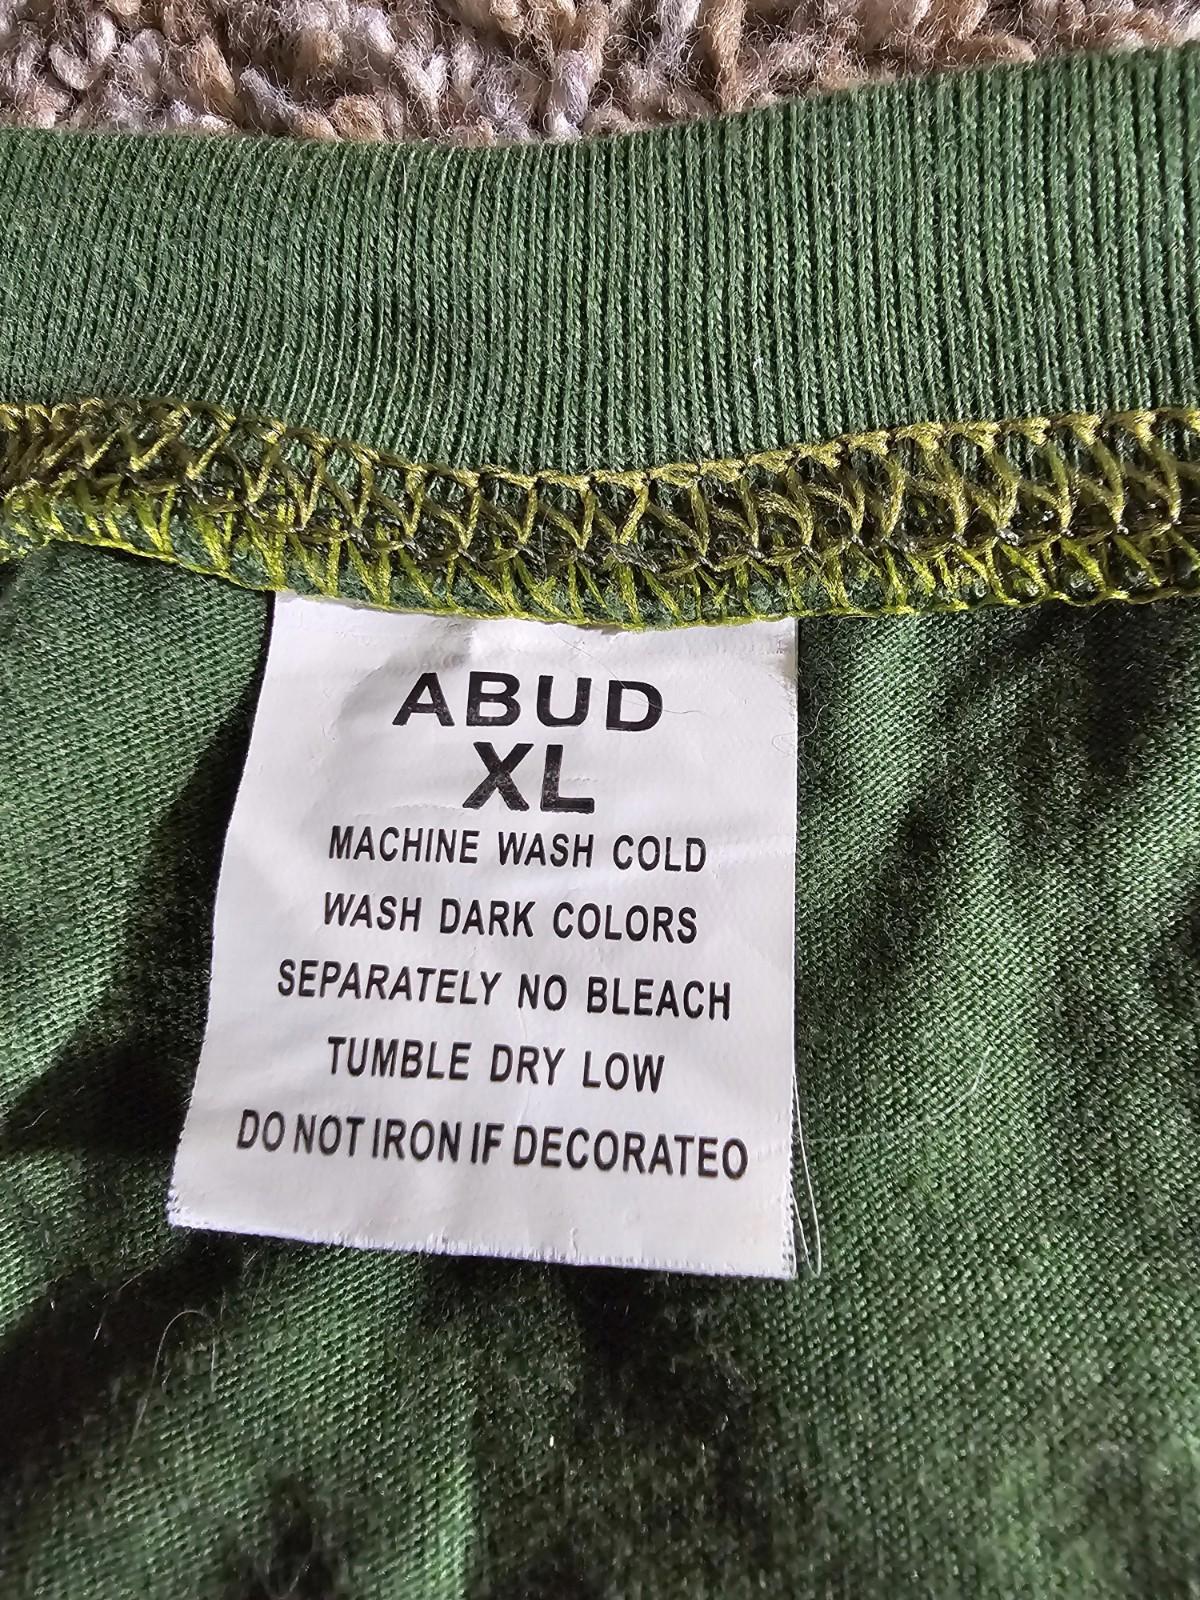 ABUD
XL
MACHINE WASH COLD
WASH DARK COLORS
SEPARATELY NO BLEACH
TUMBLE DRY LOW
DO NOT IRON IF DECORATEO